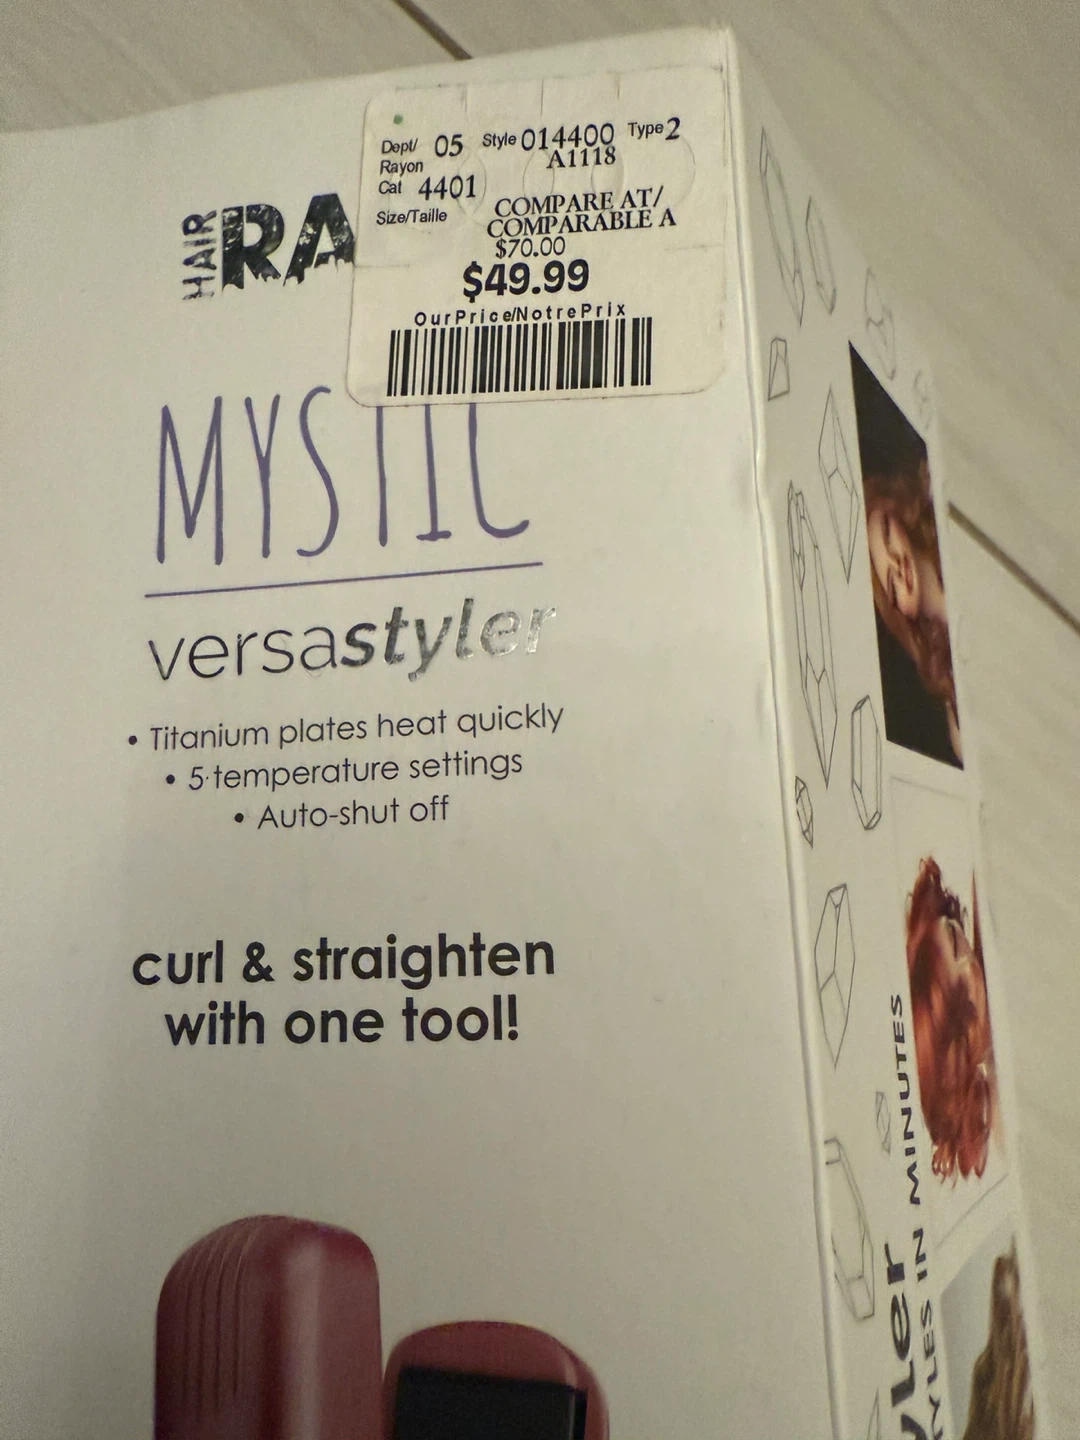 Dept/ 05 Style 014400 Type 2
Rayon A1118
Cat 4401
Size/Taille
COMPARE AT/
COMPARABLE A
$70.00
$49.99
OurPrice/NotrePrix
HAIR
MYSTIC
versastyler
• Titanium plates heat quickly
• 5 temperature settings
• Auto-shut off
curl & straighten
with one tool!
IN MINUTES